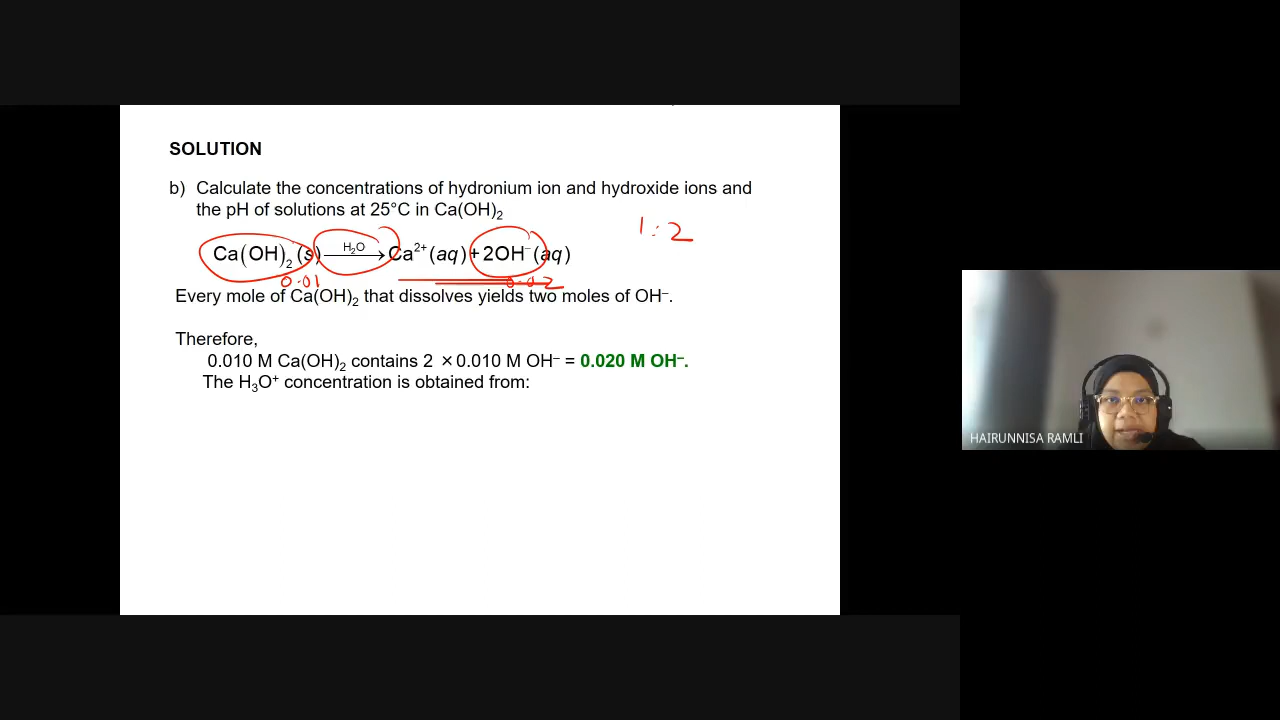 SOLUTION
b) Calculate the concentrations of hydronium ion and hydroxide ions and
the pH of solutions at 25°C in Ca(OH)₂
1:2
Ca(OH)₂(s) —H₂O→ Ca²⁺(aq) + 2OH⁻(aq)
0.01 0.02
Every mole of Ca(OH)₂ that dissolves yields two moles of OH⁻.
Therefore,
0.010 M Ca(OH)₂ contains 2 × 0.010 M OH⁻ = 0.020 M OH⁻.
The H₃O⁺ concentration is obtained from:
HAIRUNNISA RAMLI